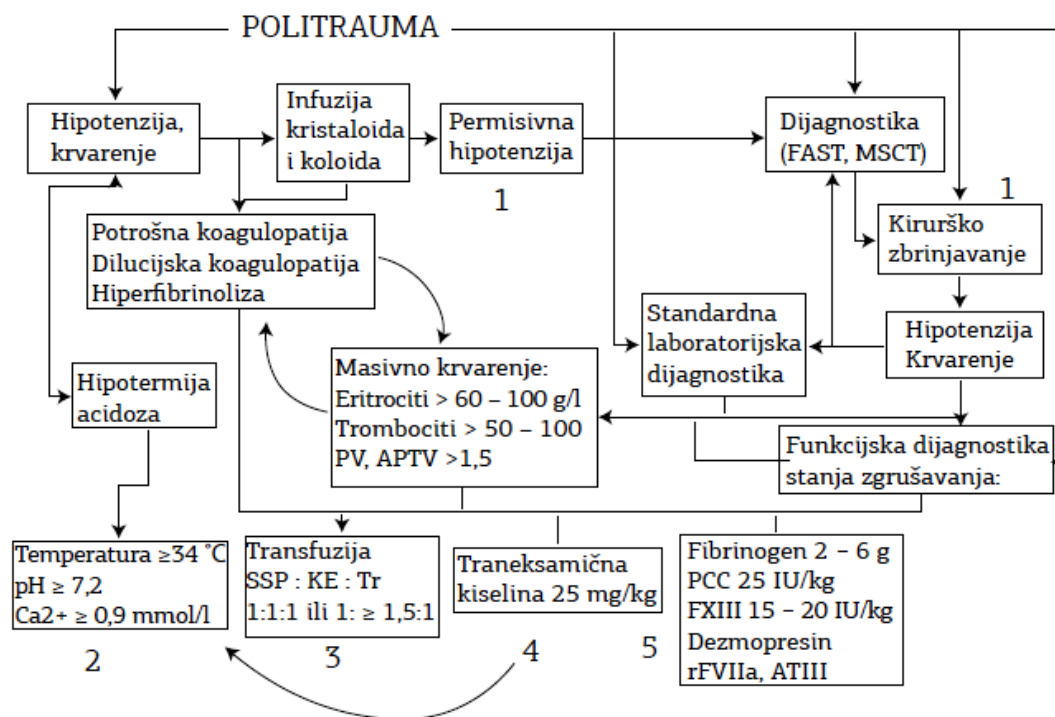 POLITRAUMA
Hipotenzija,
krvarenje
Infuzija
kristaloida
i koloida
Permisivna
hipotenzija
1
Dijagnostika
(FAST, MSCT)
1
Kirurško
zbrinjavanje
Potrošna koagulopatija
Dilucijska koagulopatija
Hiperfibrinoliza
Standardna
laboratorijska
dijagnostika
Hipotenzija
Krvarenje
Hipotermija
acidoza
Masivno krvarenje:
Eritrociti > 60 – 100 g/l
Trombociti > 50 – 100
PV, APTV >1,5
Funkcijska dijagnostika
stanja zgrušavanja:
Temperatura ≥34 °C
pH ≥ 7,2
Ca2+ ≥ 0,9 mmol/l
2
Transfuzija
SSP : KE : Tr
1:1:1 ili 1: ≥ 1,5:1
3
Traneksamična
kiselina 25 mg/kg
4
5
Fibrinogen 2 – 6 g
PCC 25 IU/kg
FXIII 15 – 20 IU/kg
Dezmopresin
rFVIIa, ATIII